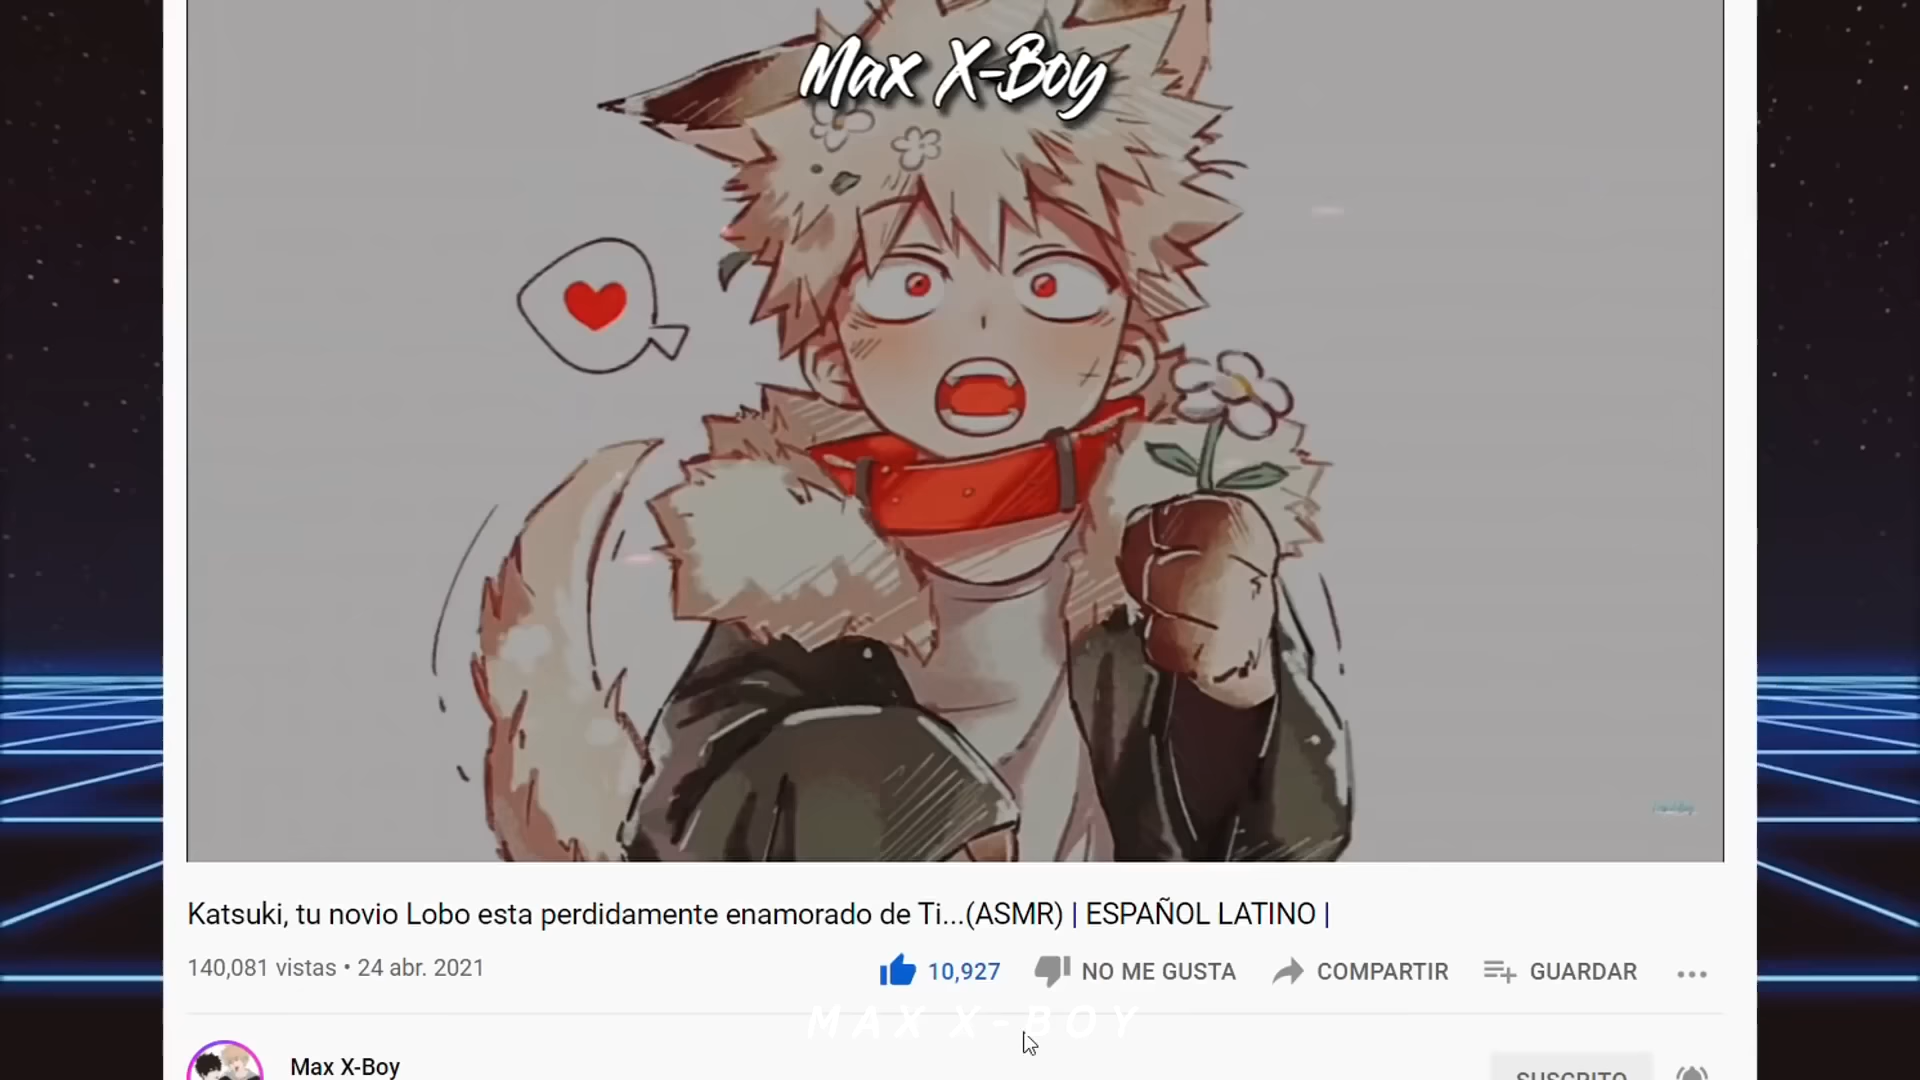 Max X-Boy
Katsuki, tu novio Lobo esta perdidamente enamorado de Ti...(ASMR) | ESPAÑOL LATINO |
140,081 vistas • 24 abr. 2021
10,927
NO ME GUSTA
COMPARTIR
GUARDAR
MAX X-BOY
Max X-Boy
SUSCRITO